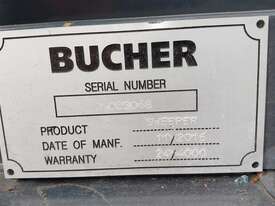 BUCHER
SERIAL NUMBER
PRODUCT SWEEPER
DATE OF MANF.
WARRANTY